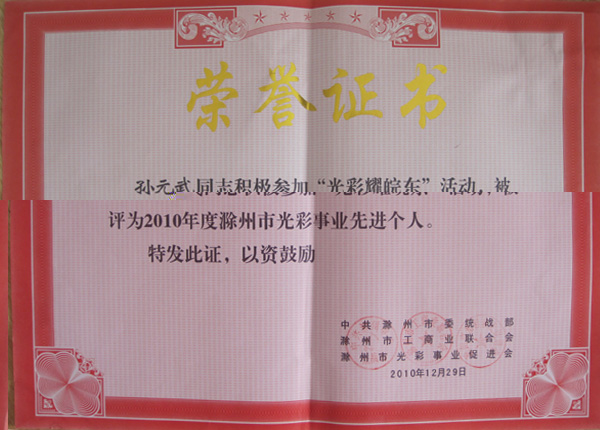 荣誉证书
孙元武同志积极参加“光彩耀皖东”活动，被
评为2010年度滁州市光彩事业先进个人。
特发此证，以资鼓励
中共滁州市委统战部
滁州市工商业联合会
滁州市光彩事业促进会
2010年12月29日